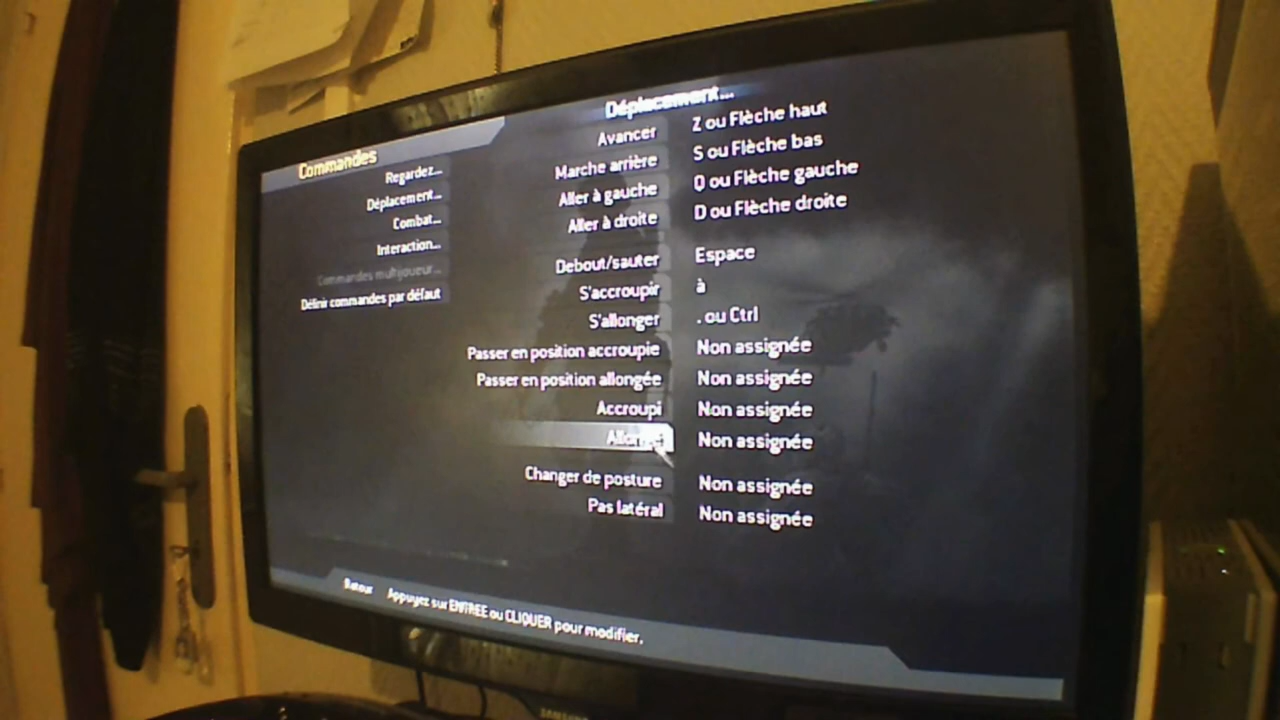 Commandes
Regardez...
Déplacement...
Combat...
Interaction...
Commandes multijoueur...
Définir commandes par défaut
Déplacement...
Avancer Z ou Flèche haut
Marche arrière S ou Flèche bas
Aller à gauche Q ou Flèche gauche
Aller à droite D ou Flèche droite
Debout/sauter Espace
S'accroupir à
S'allonger . ou Ctrl
Passer en position accroupie Non assignée
Passer en position allongée Non assignée
Accroupi Non assignée
Allongé Non assignée
Changer de posture Non assignée
Pas latéral Non assignée
Retour Appuyez sur ENTREE ou CLIQUER pour modifier.
SAMSUNG